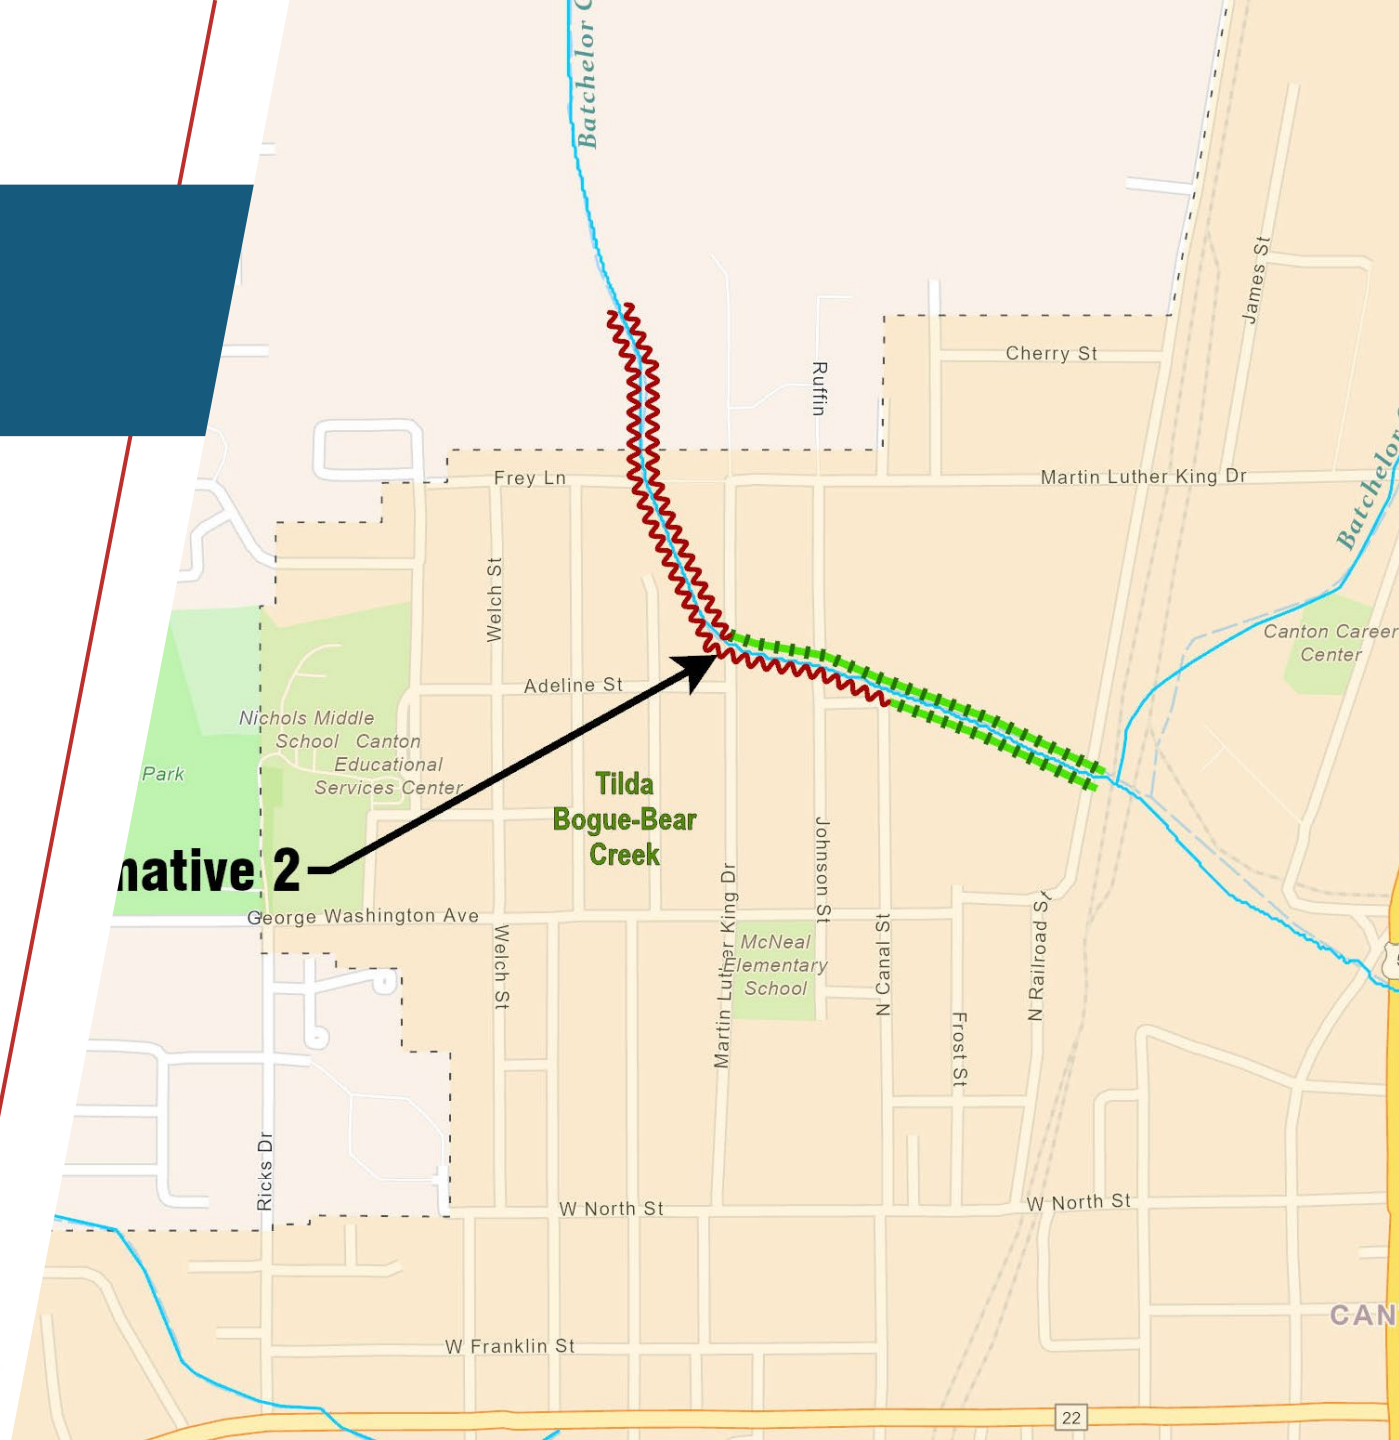 Batchelor
James St
Ruffin
Cherry St
Frey Ln
Martin Luther King Dr
Batchelor
Welch St
Canton Career
Center
Adeline St
Nichols Middle
School Canton
Educational
Services Center
Park
Tilda
Bogue-Bear
Creek
Johnson St
native 2
George Washington Ave
Martin Luther King Dr
McNeal
Elementary
School
N Canal St
N Railroad St
Welch St
Frost St
Ricks Dr
W North St
W North St
CAN
W Franklin St
22